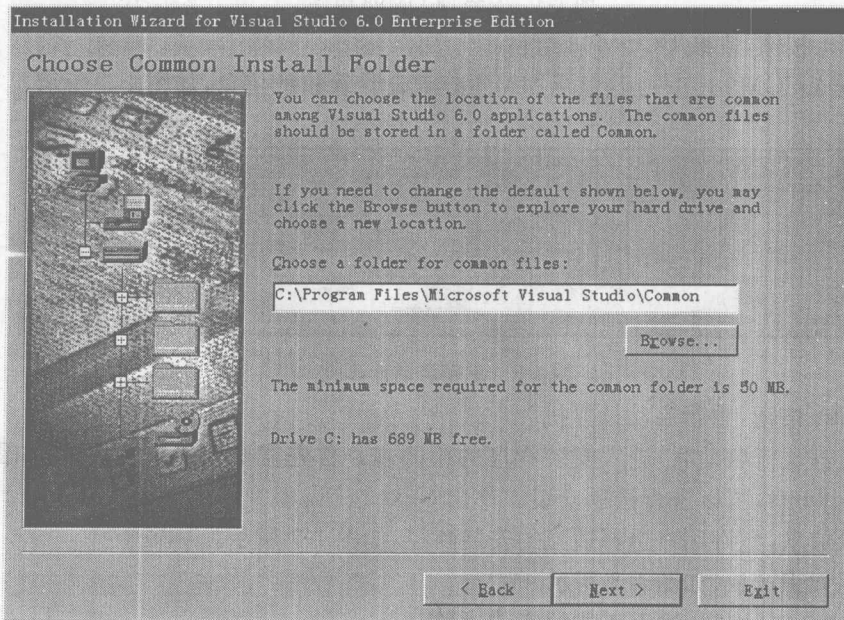 Installation Wizard for Visual Studio 6.0 Enterprise Edition
Choose Common Install Folder
You can choose the location of the files that are common
among Visual Studio 6.0 applications. The common files
should be stored in a folder called Common.
If you need to change the default shown below, you may
click the Browse button to explore your hard drive and
choose a new location.
Choose a folder for common files:
C:\Program Files\Microsoft Visual Studio\Common
Browse...
The minimum space required for the common folder is 50 MB.
Drive C: has 689 MB free.
< Back
Next >
Exit